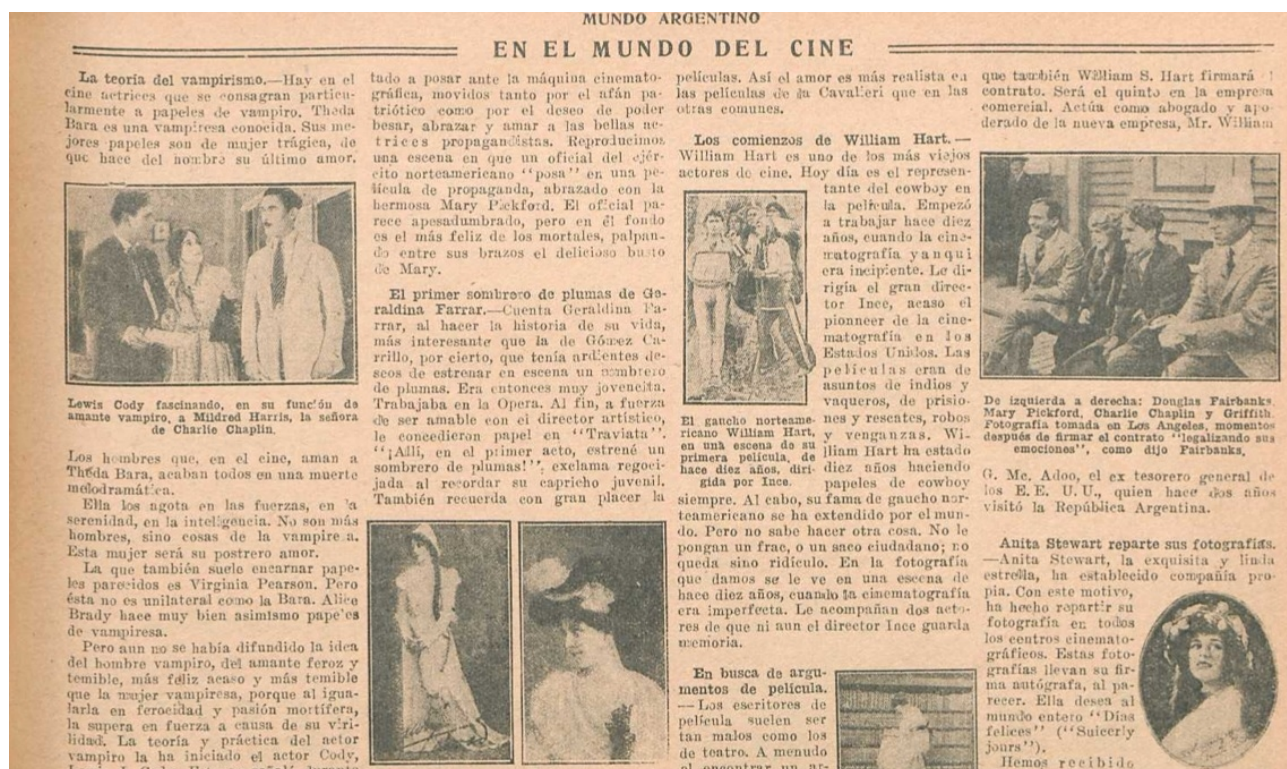 MUNDO ARGENTINO
EN EL MUNDO DEL CINE
La teoría del vampirismo.—Hay en el
cine actrices que se consagran particu-
larmente a papeles de vampiro. Theda
Bara es una vampiresa conocida. Sus me-
jores papeles son de mujer trágica, de
que hace del hombre su último amor.
Lewis Cody fascinando, en su función de
amante vampiro, a Mildred Harris, la señora
de Charlie Chaplin.
Los hombres que, en el cine, aman a
Theda Bara, acaban todos en una muerte
melodramática.
Ella los agota en las fuerzas, en la
serenidad, en la inteligencia. No son más
hombres, sino cosas de la vampiresa.
Esta mujer será su postrero amor.
La que también suele encarnar pape-
les parecidos es Virginia Pearson. Pero
ésta no es unilateral como la Bara. Alice
Brady hace muy bien asimismo papeles
de vampiresa.
Pero aun no se había difundido la idea
del hombre vampiro, del amante feroz y
temible, más feliz acaso y más temible
que la mujer vampiresa, porque al igua-
larla en ferocidad y pasión mortífera,
la supera en fuerza a causa de su viri-
lidad. La teoría y práctica del actor
vampiro la ha iniciado el actor Cody,
tado a posar ante la máquina cinemato-
gráfica, movidos tanto por el afán pa-
triótico como por el deseo de poder
besar, abrazar y amar a las bellas ac-
trices propagandistas. Reproducimos
una escena en que un oficial del ejér-
cito norteamericano "posa" en una pe-
lícula de propaganda, abrazado con la
hermosa Mary Pickford. El oficial pa-
rece apesadumbrado, pero en él fondo
es el más feliz de los mortales, palpan-
do entre sus brazos el delicioso busto
de Mary.
El primer sombrero de plumas de Ge-
raldina Farrar.—Cuenta Geraldina Fa-
rrar, al hacer la historia de su vida,
más interesante que la de Gómez Ca-
rrillo, por cierto, que tenía ardientes de-
seos de estrenar en escena un sombrero
de plumas. Era entonces muy jovencita.
Trabajaba en la Opera. Al fin, a fuerza
de ser amable con el director artístico,
le concedieron papel en "Traviata".
"¡Allí, en el primer acto, estrené un
sombrero de plumas!", exclama regoci-
jada al recordar su capricho juvenil.
También recuerda con gran placer la
películas. Así el amor es más realista en
las películas de la Cavalieri que en las
otras comunes.
Los comienzos de William Hart.—
William Hart es uno de los más viejos
actores de cine. Hoy día es el represen-
tante del cowboy en
la película. Empezó
a trabajar hace diez
años, cuando la cine-
matografía yanqui
era incipiente. Le di-
rigía el gran direc-
tor Ince, acaso el
pionneer de la cine-
matografía en los
Estados Unidos. Las
películas eran de
asuntos de indios y
vaqueros, de prisio-
nes y rescates, robos
y venganzas. Wi-
lliam Hart ha estado
diez años haciendo
papeles de cowboy
El gaucho norteame-
ricano William Hart,
en una escena de su
primera película, de
hace diez años, diri-
gida por Ince.
siempre. Al cabo, su fama de gaucho nor-
teamericano se ha extendido por el mun-
do. Pero no sabe hacer otra cosa. No le
pongan un frac, o un saco ciudadano; no
queda sino ridículo. En la fotografía
que damos se le ve en una escena de
hace diez años, cuando la cinematografía
era imperfecta. Le acompañan dos acto-
res de que ni aun el director Ince guarda
memoria.
En busca de argu-
mentos de película.
— Los escritores de
película suelen ser
tan malos como los
de teatro. A menudo
al encontrar un ar-
que también William S. Hart firmará
contrato. Será el quinto en la empresa
comercial. Actúa como abogado y apo-
derado de la nueva empresa, Mr. William
De izquierda a derecha: Douglas Fairbanks,
Mary Pickford, Charlie Chaplin y Griffith.
Fotografía tomada en Los Angeles, momentos
después de firmar el contrato "legalizando sus
emociones", como dijo Fairbanks.
G. Mc. Adoo, el ex tesorero general de
los E.E. U.U., quien hace dos años
visitó la República Argentina.
Anita Stewart reparte sus fotografías.
—Anita Stewart, la exquisita y linda
estrella, ha establecido compañía pro-
pia. Con este motivo,
ha hecho repartir su
fotografía en todos
los centros cinemato-
gráficos. Estas foto-
grafías llevan su fir-
ma autógrafa, al pa-
recer. Ella desea al
mundo entero "Días
felices" ("Suicerly
jours").
Hemos recibido